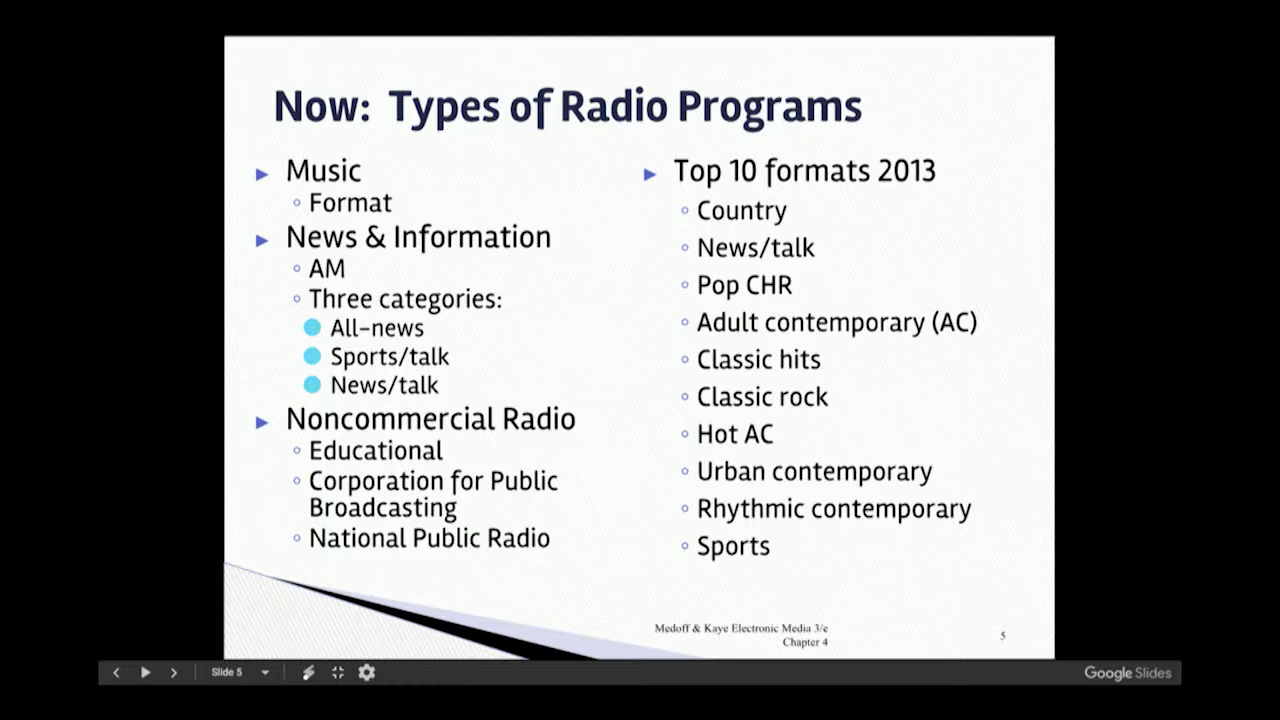 Now: Types of Radio Programs
Music
Format
News & Information
AM
Three categories:
All-news
Sports/talk
News/talk
Noncommercial Radio
Educational
Corporation for Public
Broadcasting
National Public Radio
Top 10 formats 2013
Country
News/talk
Pop CHR
Adult contemporary (AC)
Classic hits
Classic rock
Hot AC
Urban contemporary
Rhythmic contemporary
Sports
Medoff & Kaye Electronic Media 3/e
Chapter 4
5
Slide 5
Google Slides